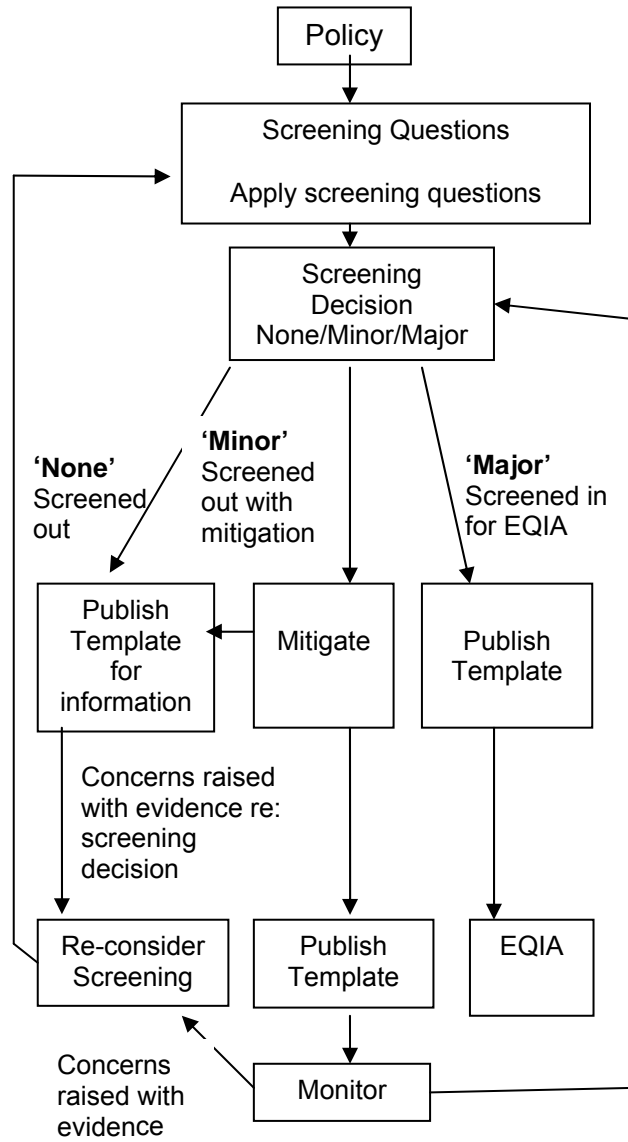 Policy
Screening Questions
Apply screening questions
Screening
Decision
None/Minor/Major
‘None’
Screened
out
‘Minor’
Screened
out with
mitigation
‘Major’
Screened in
for EQIA
Publish
Template
for
information
Mitigate
Publish
Template
Concerns raised
with evidence re:
screening
decision
Re-consider
Screening
Publish
Template
EQIA
Concerns
raised with
evidence
Monitor